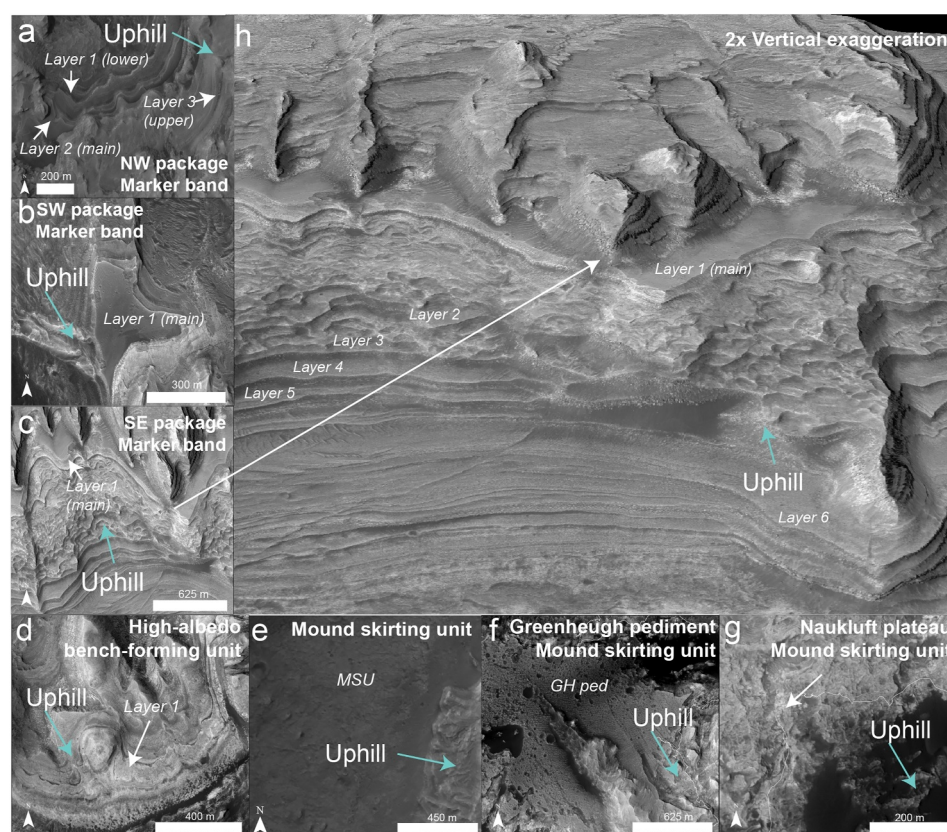 a
Uphill
Layer 1 (lower)
Layer 3
(upper)
Layer 2 (main)
NW package
Marker band
200 m
b
SW package
Marker band
Uphill
Layer 1 (main)
N
300 m
c
SE package
Marker band
Layer 1
(main)
Uphill
625 m
h
2x Vertical exaggeration
Layer 1 (main)
Layer 2
Layer 3
Layer 4
Layer 5
Uphill
Layer 6
d
High-albedo
bench-forming unit
Uphill
Layer 1
400 m
e
Mound skirting unit
MSU
Uphill
N
450 m
f
Greenheugh pediment
Mound skirting unit
GH ped
Uphill
625 m
g
Naukluft plateau
Mound skirting unit
Uphill
200 m